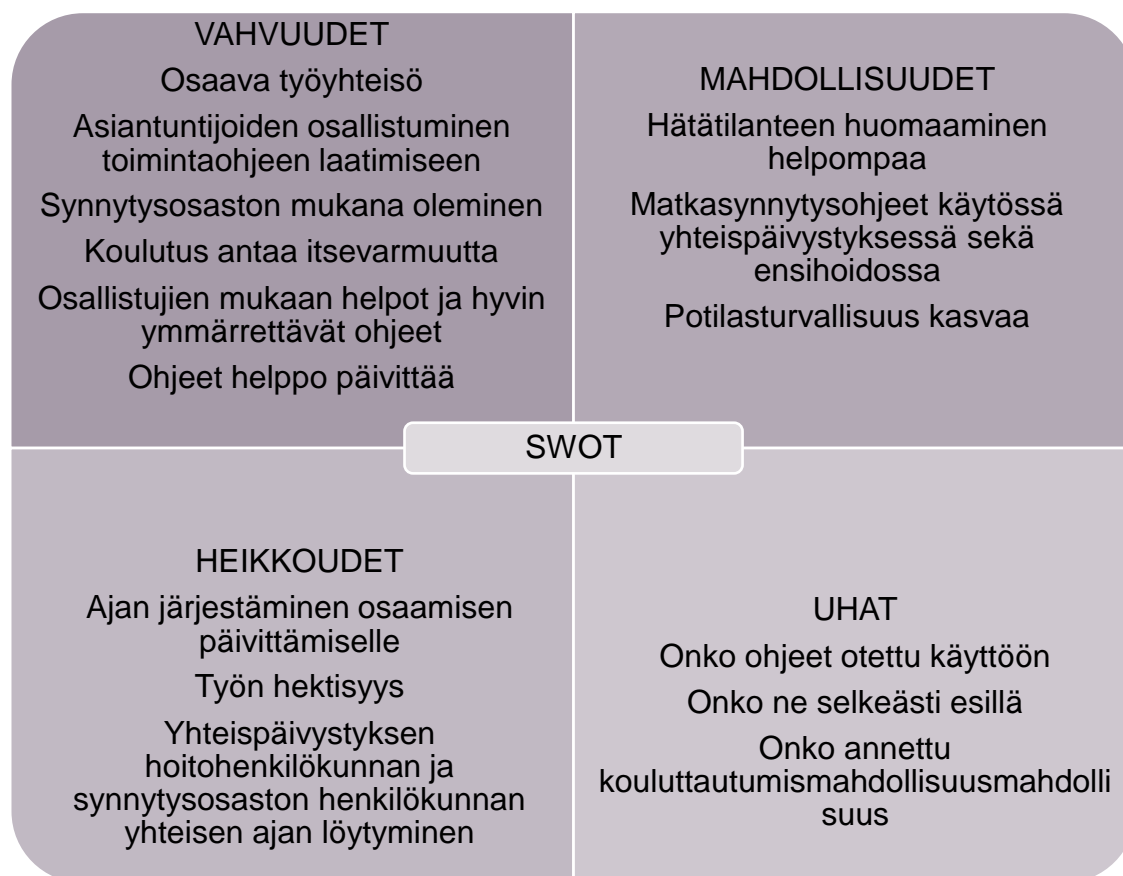 VAHVUUDET
Osaava työyhteisö
Asiantuntijoiden osallistuminen
toimintaohjeen laatimiseen
Synnytysosaston mukana oleminen
Koulutus antaa itsevarmuutta
Osallistujien mukaan helpot ja hyvin
ymmärrettävät ohjeet
Ohjeet helppo päivittää
MAHDOLLISUUDET
Hätätilanteen huomaaminen
helpompaa
Matkasynnytysohjeet käytössä
yhteispäivystyksessä sekä
ensihoidossa
Potilasturvallisuus kasvaa
SWOT
HEIKKOUDET
Ajan järjestäminen osaamisen
päivittämiselle
Työn hektisyys
Yhteispäivystyksen
hoitohenkilökunnan ja
synnytysosaston henkilökunnan
yhteisen ajan löytyminen
UHAT
Onko ohjeet otettu käyttöön
Onko ne selkeästi esillä
Onko annettu
kouluttautumismahdollisuusmahdolli
suus